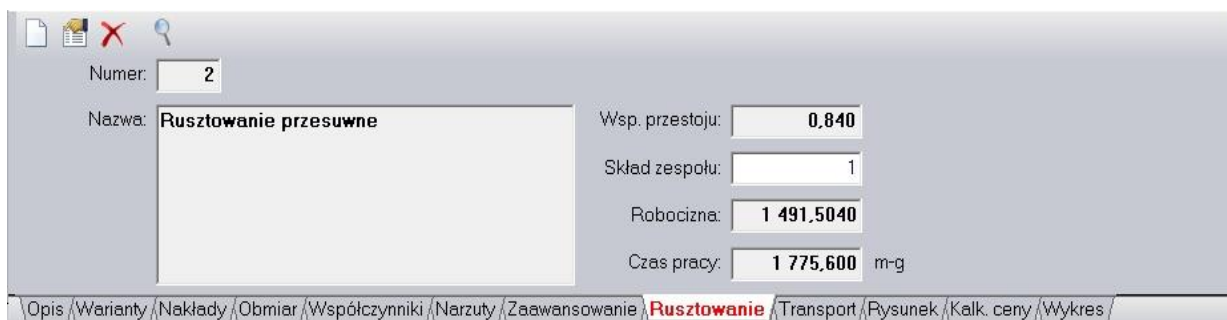 Numer: 2
Nazwa: Rusztowanie przesuwne
Wsp. przestoju: 0,840
Skład zespołu: 1
Robocizna: 1 491,5040
Czas pracy: 1 775,600 m-g
Opis Warianty Nakłady Obmiar Współczynniki Narzuty Zaawansowanie Rusztowanie Transport Rysunek Kalk. ceny Wykres